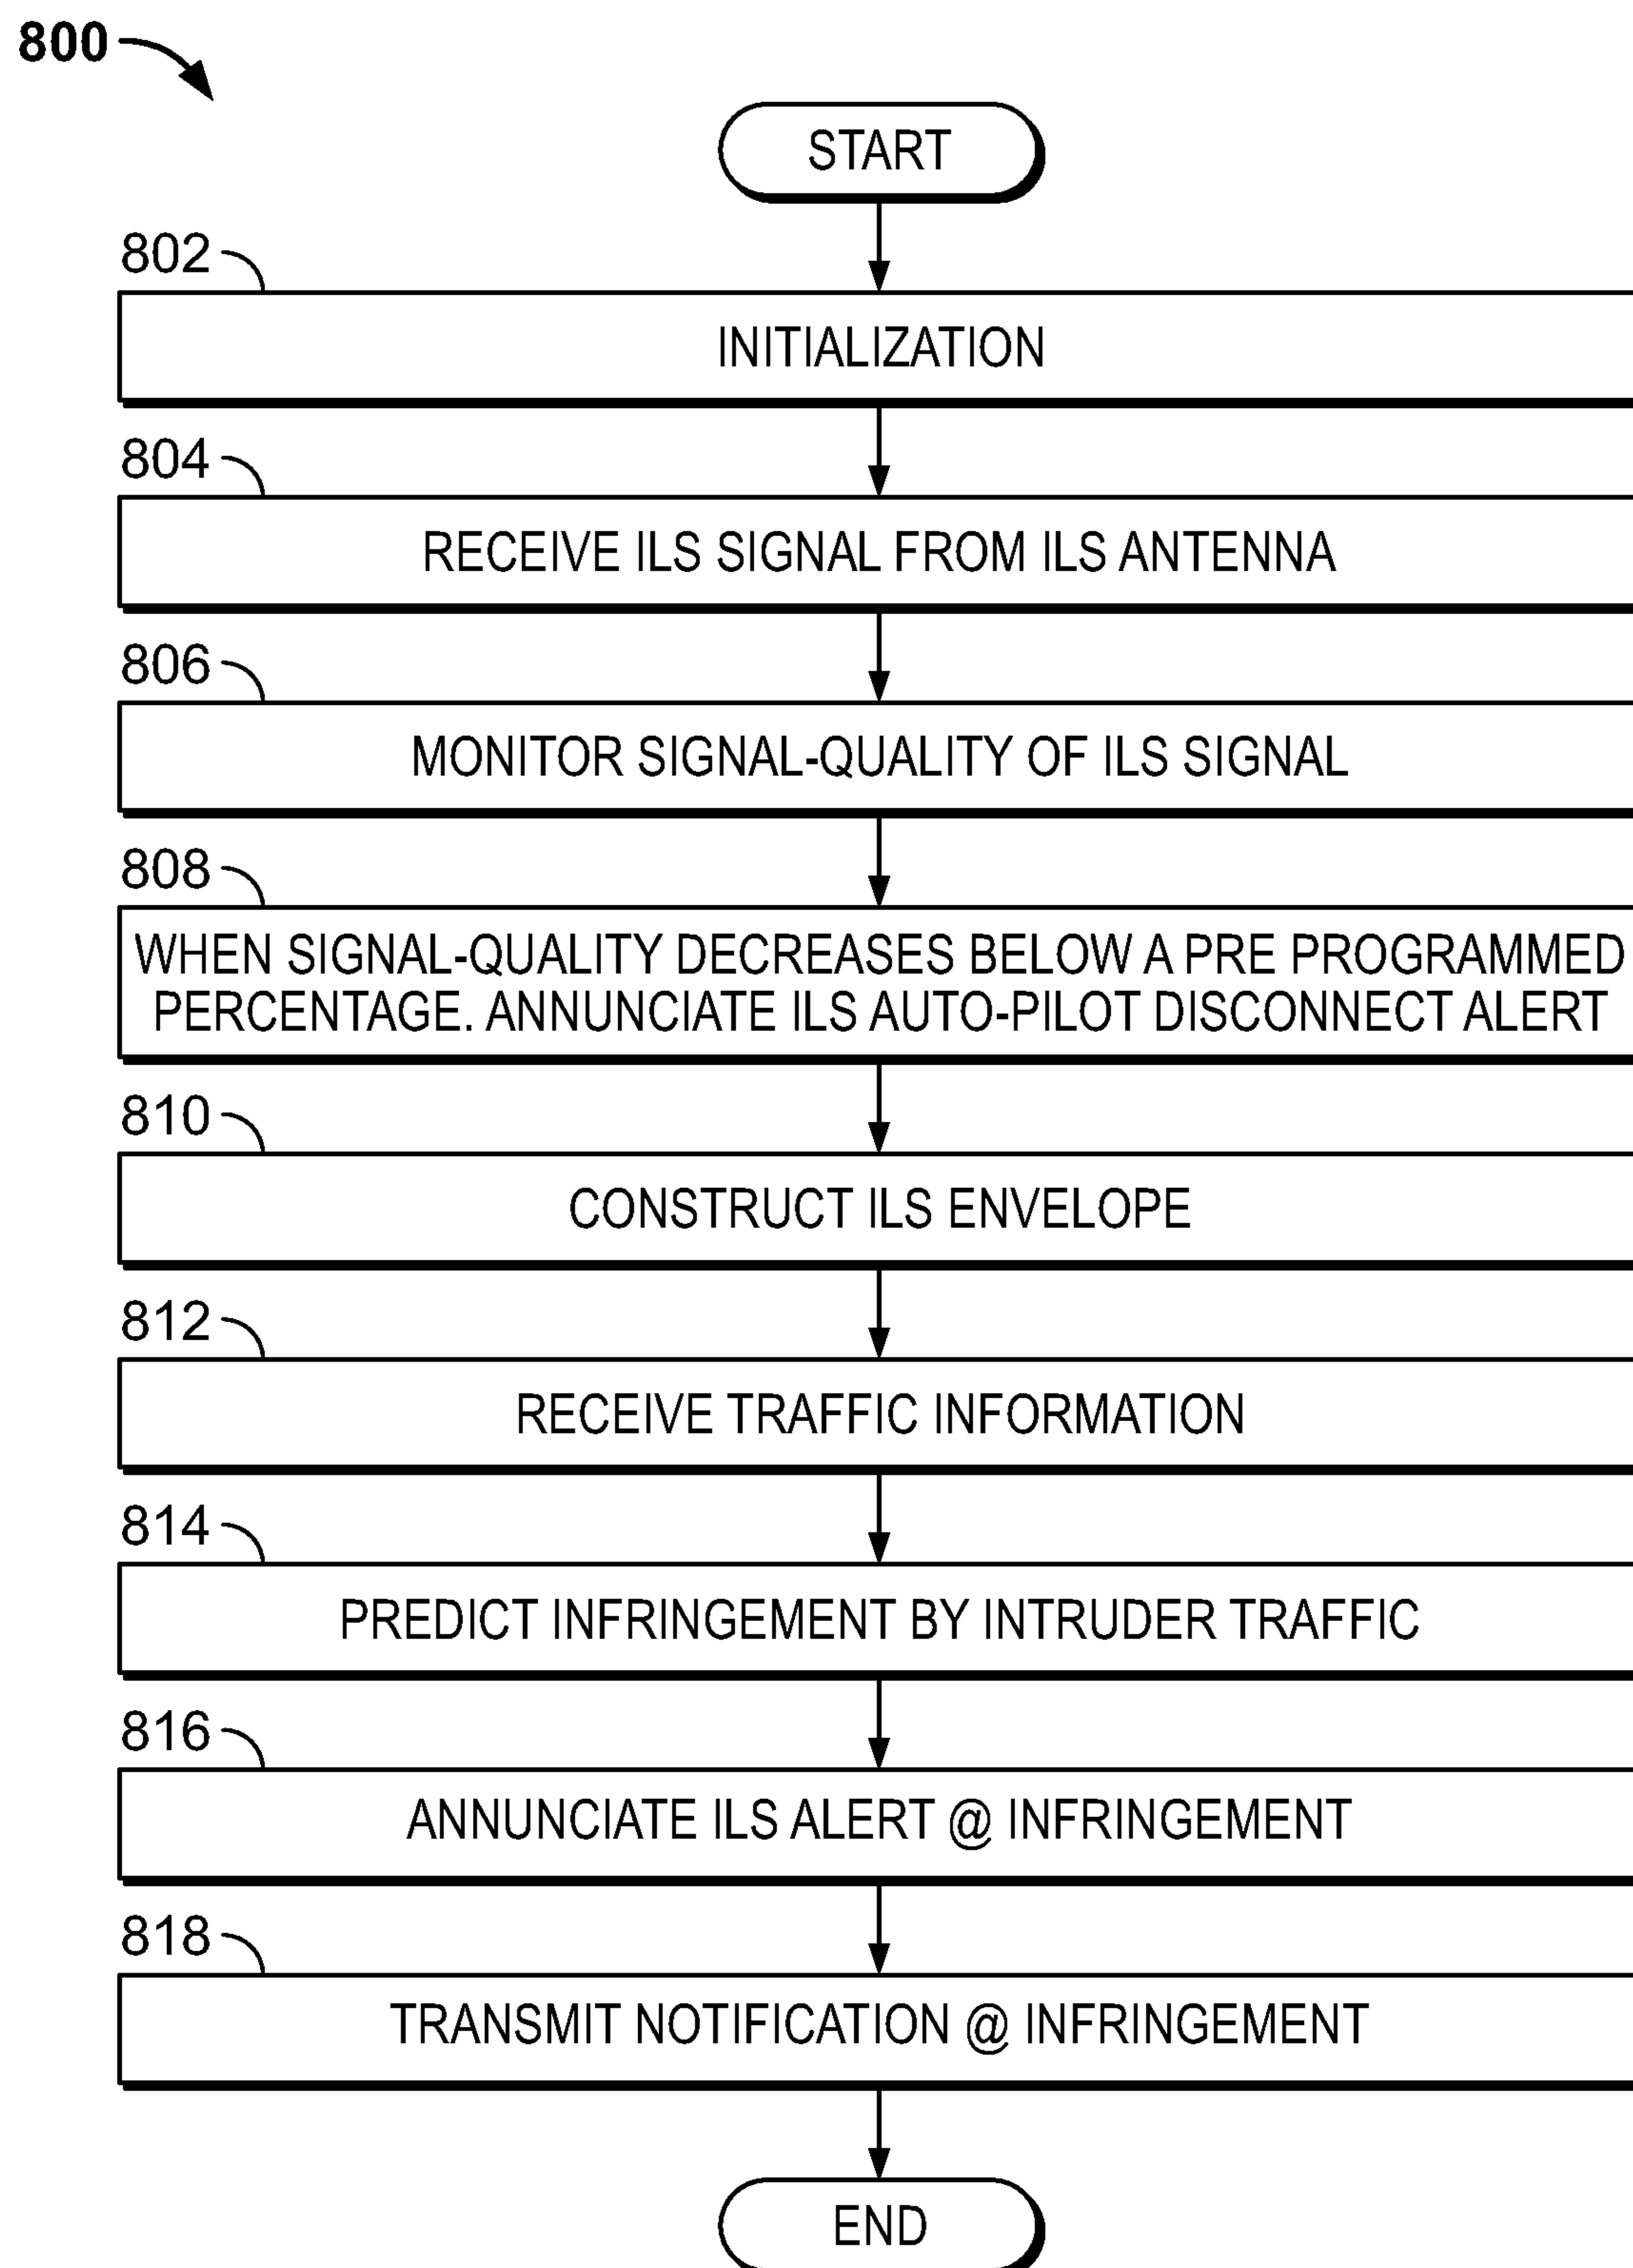 800
START
802
INITIALIZATION
804
RECEIVE ILS SIGNAL FROM ILS ANTENNA
806
MONITOR SIGNAL-QUALITY OF ILS SIGNAL
808
WHEN SIGNAL-QUALITY DECREASES BELOW A PRE PROGRAMMED
PERCENTAGE. ANNUNCIATE ILS AUTO-PILOT DISCONNECT ALERT
810
CONSTRUCT ILS ENVELOPE
812
RECEIVE TRAFFIC INFORMATION
814
PREDICT INFRINGEMENT BY INTRUDER TRAFFIC
816
ANNUNCIATE ILS ALERT @ INFRINGEMENT
818
TRANSMIT NOTIFICATION @ INFRINGEMENT
END